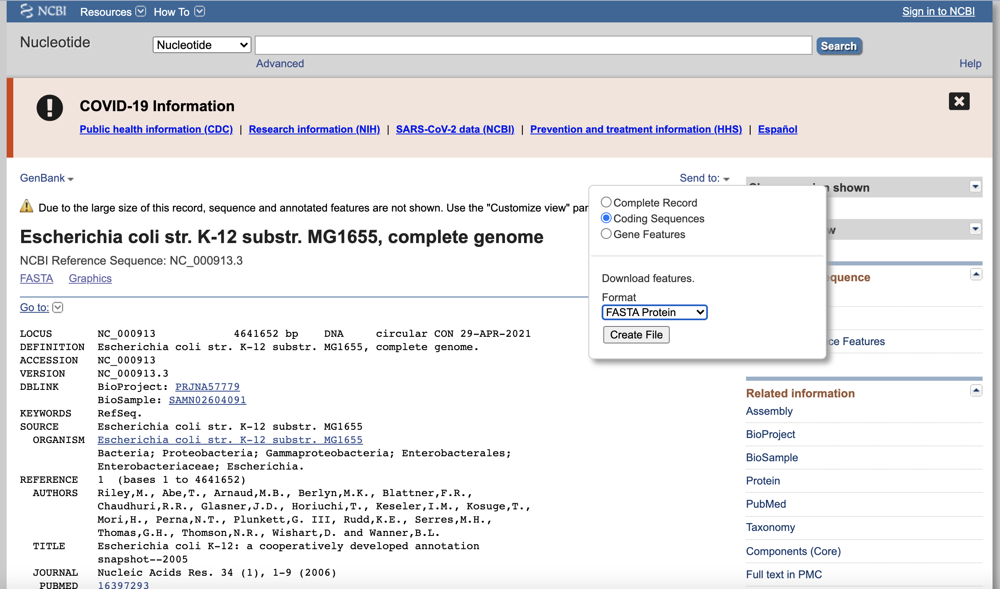 NCBI Resources How To Sign in to NCBI
Nucleotide Nucleotide Search
Advanced Help
COVID-19 Information
Public health information (CDC) | Research information (NIH) | SARS-CoV-2 data (NCBI) | Prevention and treatment information (HHS) | Español
GenBank Send to:
shown
Complete Record
Due to the large size of this record, sequence and annotated features are not shown. Use the "Customize view"
Coding Sequences
Gene Features
Escherichia coli str. K-12 substr. MG1655, complete genome
NCBI Reference Sequence: NC_000913.3
FASTA Graphics
Download features.
Format
FASTA Protein
Create File
Go to:
Features
LOCUS NC_000913 4641652 bp DNA circular CON 29-APR-2021
DEFINITION Escherichia coli str. K-12 substr. MG1655, complete genome.
ACCESSION NC_000913
VERSION NC_000913.3
DBLINK BioProject: PRJNA57779
BioSample: SAMN02604091
KEYWORDS RefSeq.
SOURCE Escherichia coli str. K-12 substr. MG1655
ORGANISM Escherichia coli str. K-12 substr. MG1655
Bacteria; Proteobacteria; Gammaproteobacteria; Enterobacterales;
Enterobacteriaceae; Escherichia.
REFERENCE 1 (bases 1 to 4641652)
AUTHORS Riley,M., Abe,T., Arnaud,M.B., Berlyn,M.K., Blattner,F.R.,
Chaudhuri,R.R., Glasner,J.D., Horiuchi,T., Keseler,I.M., Kosuge,T.,
Mori,H., Perna,N.T., Plunkett,G. III, Rudd,K.E., Serres,M.H.,
Thomas,G.H., Thomson,N.R., Wishart,D. and Wanner,B.L.
TITLE Escherichia coli K-12: a cooperatively developed annotation
snapshot--2005
JOURNAL Nucleic Acids Res. 34 (1), 1-9 (2006)
PUBMED 16397293
Related information
Assembly
BioProject
BioSample
Protein
PubMed
Taxonomy
Components (Core)
Full text in PMC